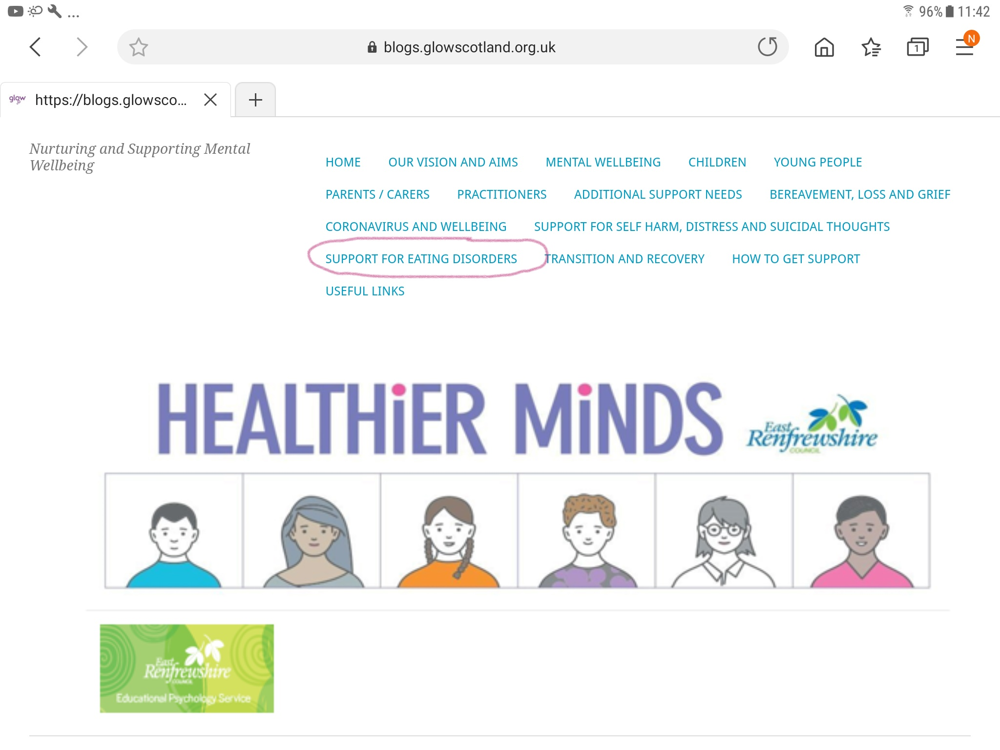 96% 11:42
blogs.glowscotland.org.uk
1
N
glow
https://blogs.glowsco...
Nurturing and Supporting Mental
Wellbeing
HOME OUR VISION AND AIMS MENTAL WELLBEING CHILDREN YOUNG PEOPLE
PARENTS / CARERS PRACTITIONERS ADDITIONAL SUPPORT NEEDS BEREAVEMENT, LOSS AND GRIEF
CORONAVIRUS AND WELLBEING SUPPORT FOR SELF HARM, DISTRESS AND SUICIDAL THOUGHTS
SUPPORT FOR EATING DISORDERS TRANSITION AND RECOVERY HOW TO GET SUPPORT
USEFUL LINKS
HEALTHiER MiNDS
East
Renfrewshire
COUNCIL
East
Renfrewshire
COUNCIL
Educational Psychology Service